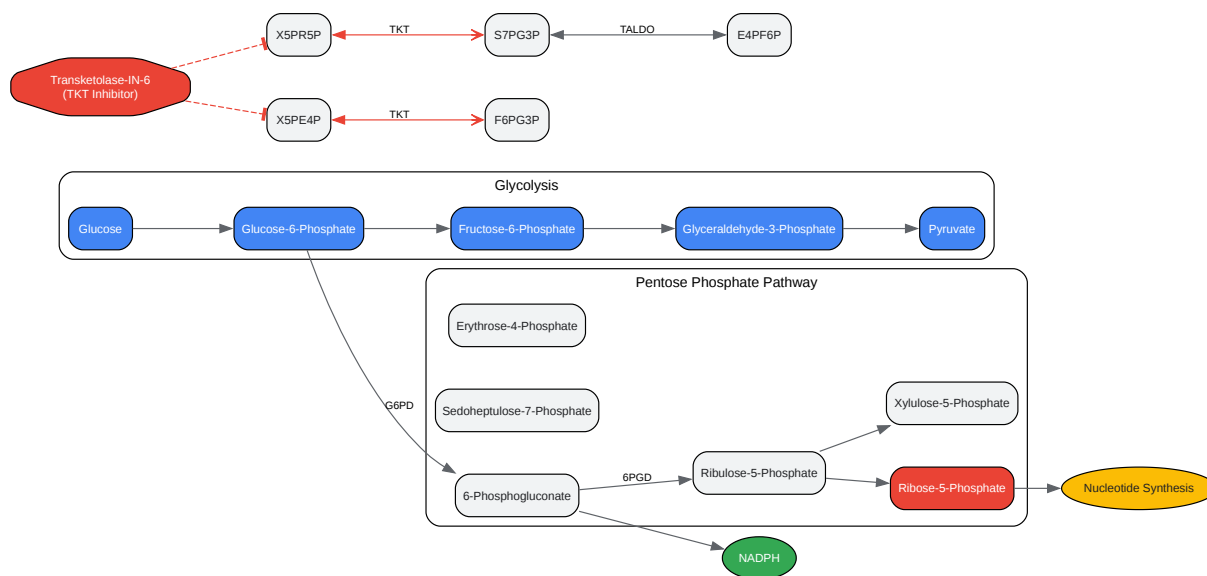 X5PR5P
TKT
S7PG3P
TALDO
E4PF6P
Transketolase-IN-6
(TKT Inhibitor)
X5PE4P
TKT
F6PG3P
Glycolysis
Glucose
Glucose-6-Phosphate
Fructose-6-Phosphate
Glyceraldehyde-3-Phosphate
Pyruvate
Pentose Phosphate Pathway
Erythrose-4-Phosphate
G6PD
Sedoheptulose-7-Phosphate
Xylulose-5-Phosphate
6-Phosphogluconate
6PGD
Ribulose-5-Phosphate
Ribose-5-Phosphate
Nucleotide Synthesis
NADPH